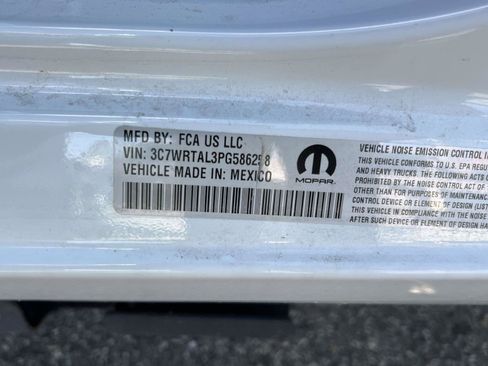 MFD BY: FCA US LLC
VIN: 3C7WRTAL3PG586258
VEHICLE MADE IN: MEXICO
MOPAR
VEHICLE NOISE EMISSION CONTROL IN
THIS VEHICLE CONFORMS TO U.S. EPA REGU
AND HEAVY TRUCKS. THE FOLLOWING ACTS
PROHIBITED BY THE NOISE CONTROL ACT OF
OTHER THAN FOR PURPOSES OF MAINTENANCE
CONTROL DEVICE OR ELEMENT OF DESIGN (LIST
THIS VEHICLE IN COMPLIANCE WITH THE NOISE
AFTER SUCH DEVICE OR ELEMENT OF DESIGN